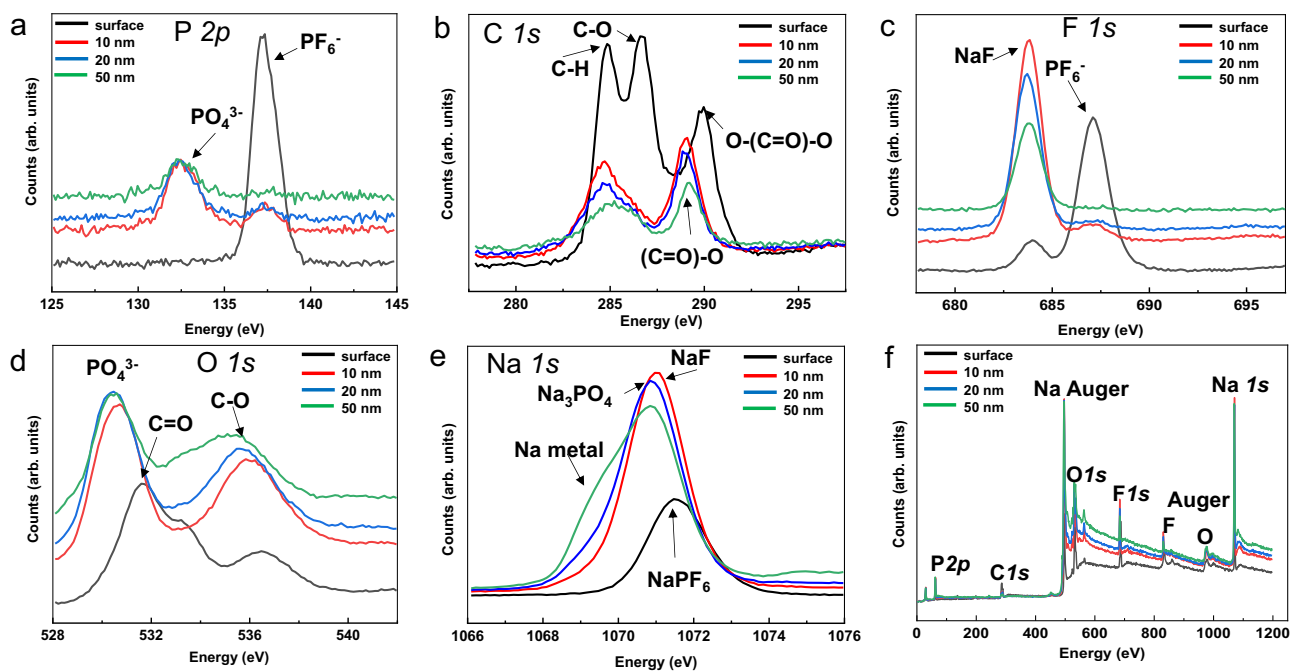 a
P 2p
surface
10 nm
20 nm
50 nm
PF6-
PO43-
Counts (arb. units)
125 130 135 140 145
Energy (eV)
b
C 1s
C-O
C-H
surface
10 nm
20 nm
50 nm
O-(C=O)-O
(C=O)-O
Counts (arb. units)
280 285 290 295
Energy (eV)
c
F 1s
NaF
PF6-
surface
10 nm
20 nm
50 nm
Counts (arb. units)
680 685 690 695
Energy (eV)
d
O 1s
PO43-
C=O
C-O
surface
10 nm
20 nm
50 nm
Counts (arb. units)
528 532 536 540
Energy (eV)
e
Na 1s
NaF
Na3PO4
Na metal
NaPF6
surface
10 nm
20 nm
50 nm
Counts (arb. units)
1066 1068 1070 1071 1074 1076
Energy (eV)
f
surface
10 nm
20 nm
50 nm
Na Auger
Na 1s
O1s
F1s
Auger
F
O
P2p
C1s
Counts (arb. units)
0 200 400 600 800 1000 1200
Energy (eV)